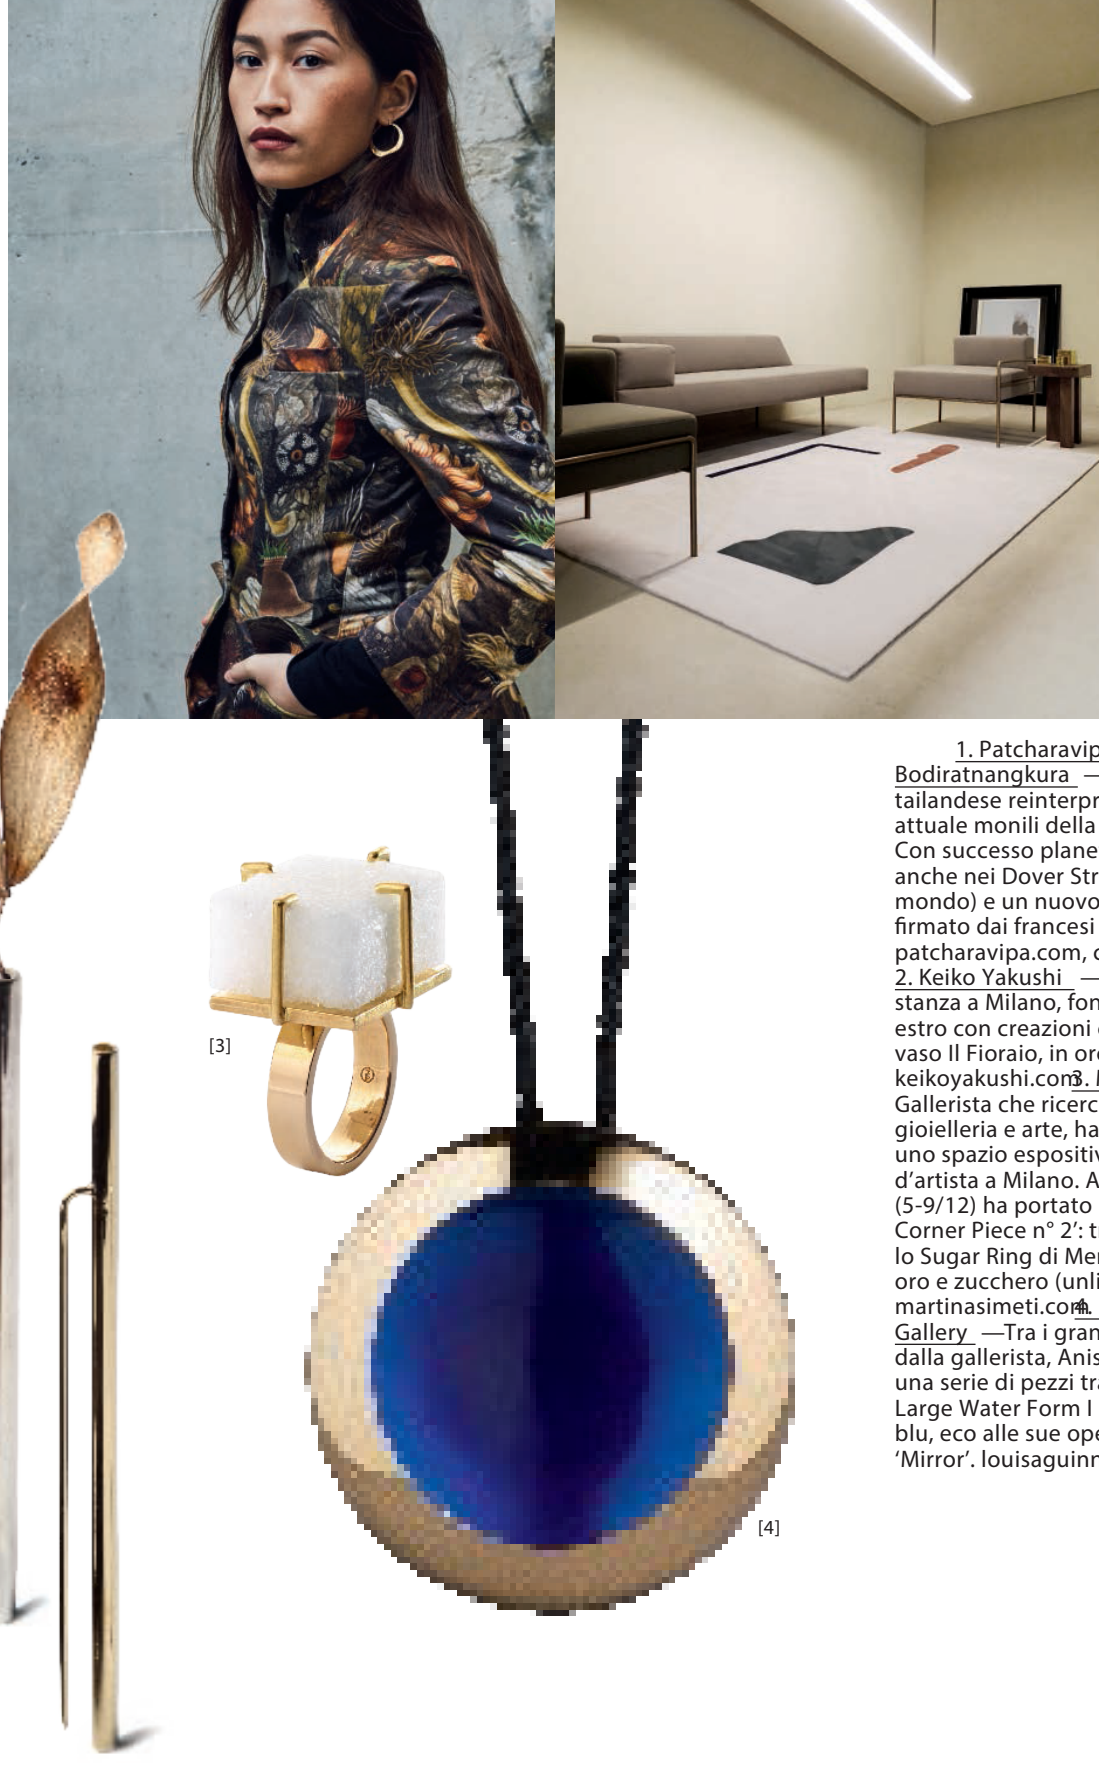 [3]
[4]
1. Patcharavip
Bodiratnangkura —
tailandese reinterpr
attuale monili della
Con successo plane
anche nei Dover Str
mondo) e un nuovo
firmato dai francesi
patcharavipa.com, c
2. Keiko Yakushi —
stanza a Milano, fon
estro con creazioni
vaso Il Fioraio, in oro
keikoyakushi.com 3. M
Gallerista che ricerc
gioielleria e arte, ha
uno spazio espositiv
d’artista a Milano. A
(5-9/12) ha portato
Corner Piece n° 2’: tr
lo Sugar Ring di Mer
oro e zucchero (unli
martinasimeti.com 4.
Gallery —Tra i gran
dalla gallerista, Anis
una serie di pezzi tra
Large Water Form I
blu, eco alle sue ope
‘Mirror’. louisaguinn